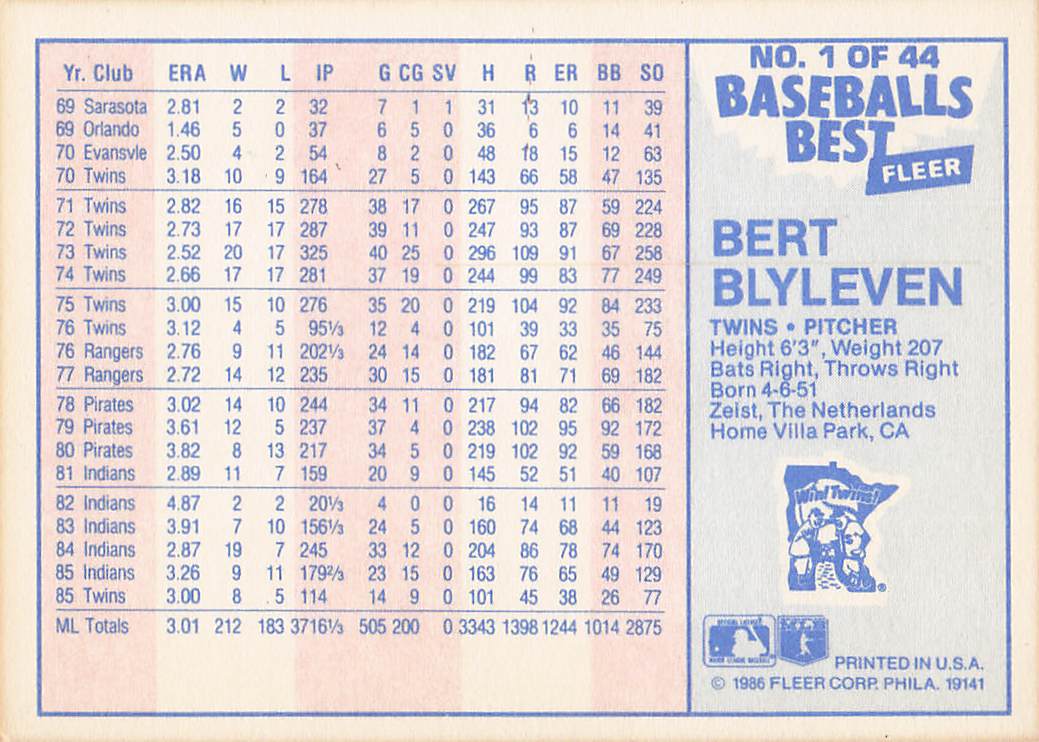 Yr. Club ERA W L IP G CG SV H R ER BB SO
69 Sarasota 2.81 2 2 32 7 1 1 31 13 10 11 39
69 Orlando 1.46 5 0 37 6 5 0 36 6 6 14 41
70 Evansvle 2.50 4 2 54 8 2 0 48 18 15 12 63
70 Twins 3.18 10 9 164 27 5 0 143 66 58 47 135
71 Twins 2.82 16 15 278 38 17 0 267 95 87 59 224
72 Twins 2.73 17 17 287 39 11 0 247 93 87 69 228
73 Twins 2.52 20 17 325 40 25 0 296 109 91 67 258
74 Twins 2.66 17 17 281 37 19 0 244 99 83 77 249
75 Twins 3.00 15 10 276 35 20 0 219 104 92 84 233
76 Twins 3.12 4 5 95⅓ 12 4 0 101 39 33 35 75
76 Rangers 2.76 9 11 202⅓ 24 14 0 182 67 62 46 144
77 Rangers 2.72 14 12 235 30 15 0 181 81 71 69 182
78 Pirates 3.02 14 10 244 34 11 0 217 94 82 66 182
79 Pirates 3.61 12 5 237 37 4 0 238 102 95 92 172
80 Pirates 3.82 8 13 217 34 5 0 219 102 92 59 168
81 Indians 2.89 11 7 159 20 9 0 145 52 51 40 107
82 Indians 4.87 2 2 20⅓ 4 0 0 16 14 11 11 19
83 Indians 3.91 7 10 156⅓ 24 5 0 160 74 68 44 123
84 Indians 2.87 19 7 245 33 12 0 204 86 78 74 170
85 Indians 3.26 9 11 179⅔ 23 15 0 163 76 65 49 129
85 Twins 3.00 8 5 114 14 9 0 101 45 38 26 77
ML Totals 3.01 212 183 3716⅓ 505 200 0 3343 1398 1244 1014 2875
NO. 1 OF 44
BASEBALLS
BEST
FLEER
BERT
BLYLEVEN
TWINS • PITCHER
Height 6'3", Weight 207
Bats Right, Throws Right
Born 4-6-51
Zeist, The Netherlands
Home Villa Park, CA
Win! Twins!
®
OFFICIAL LICENSEE
MAJOR LEAGUE BASEBALL
PRINTED IN U.S.A.
© 1986 FLEER CORP. PHILA. 19141